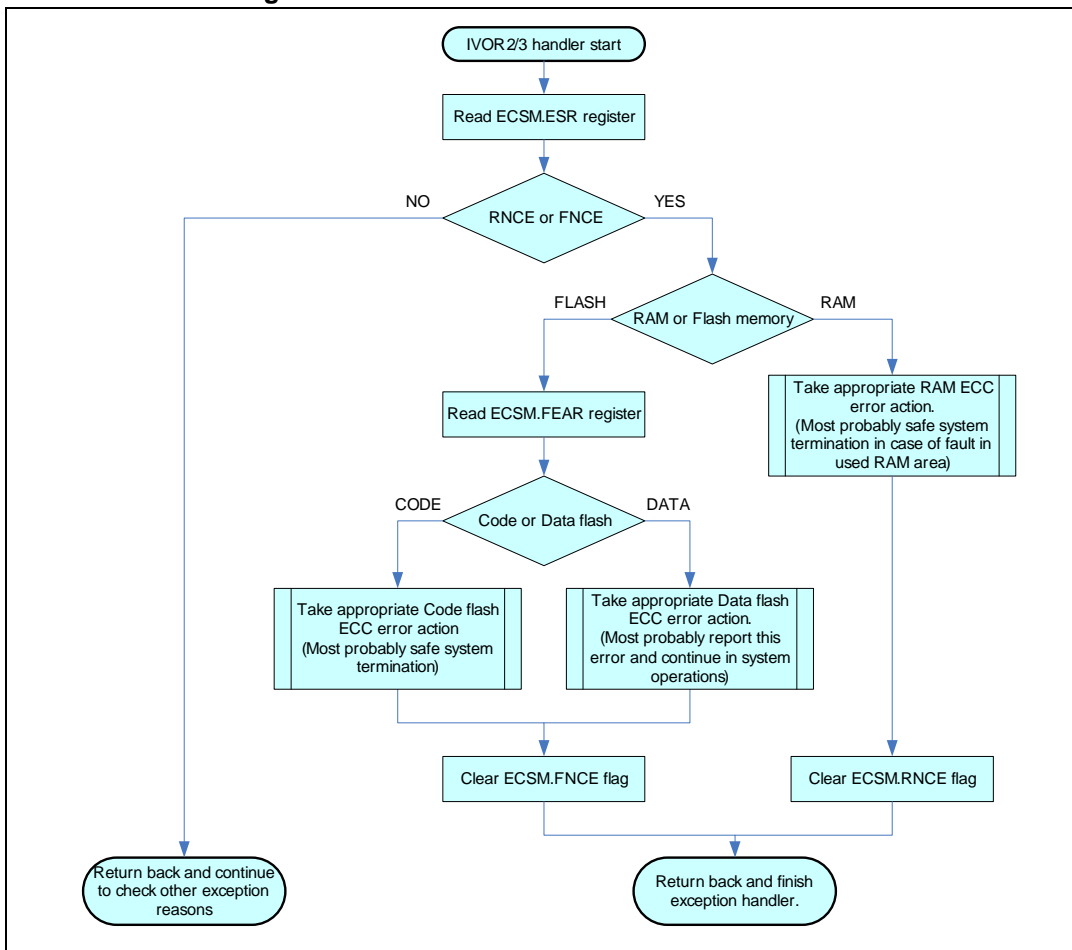 IVOR2/3 handler start
Read ECSM.ESR register
NO
YES
RNCE or FNCE
FLASH
RAM
RAM or Flash memory
Take appropriate RAM ECC
error action.
(Most probably safe system
termination in case of fault in
used RAM area)
Read ECSM.FEAR register
CODE
DATA
Code or Data flash
Take appropriate Code flash
ECC error action
(Most probably safe system
termination)
Take appropriate Data flash
ECC error action.
(Most probably report this
error and continue in system
operations)
Clear ECSM.FNCE flag
Clear ECSM.RNCE flag
Return back and continue
to check other exception
reasons
Return back and finish
exception handler.